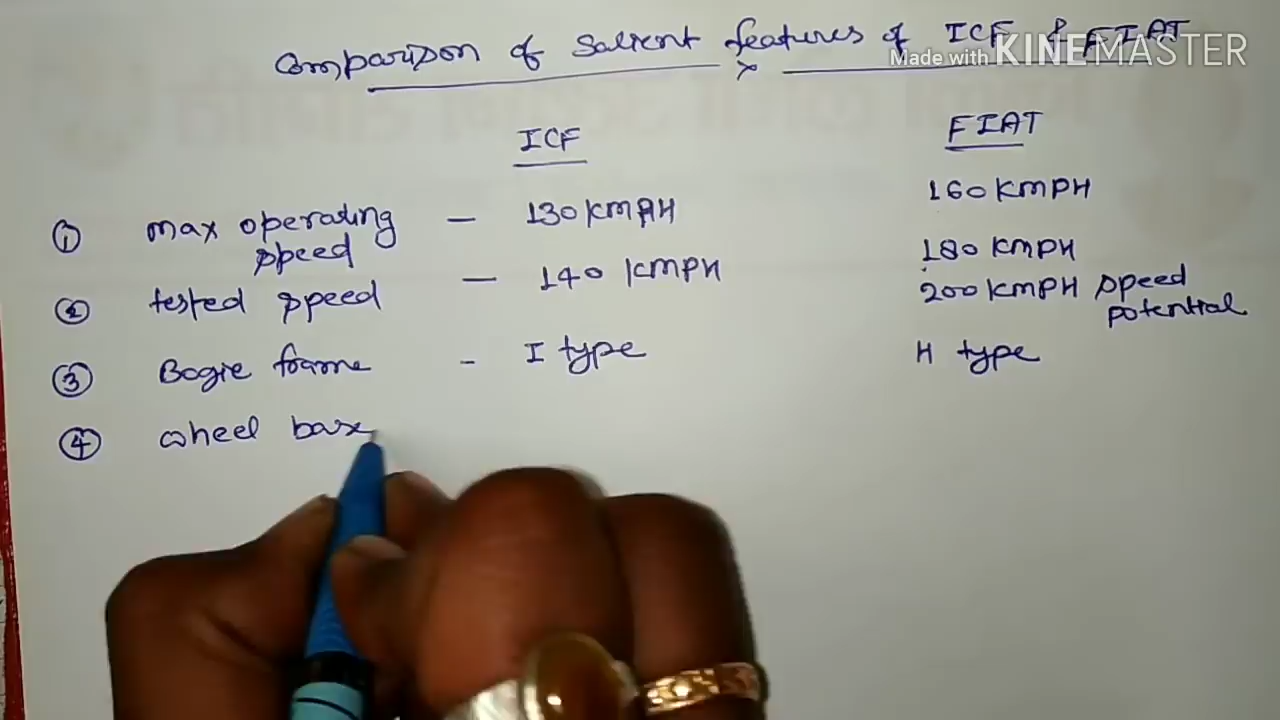 Comparison of Salient features of ICF & FIAT
Made with KINEMASTER
ICF FIAT
① max operating speed — 130 KMPH 160 KMPH
② tested speed — 140 KMPH 180 KMPH
200 KMPH speed potential
③ Bogie frame - I type H type
④ wheel base